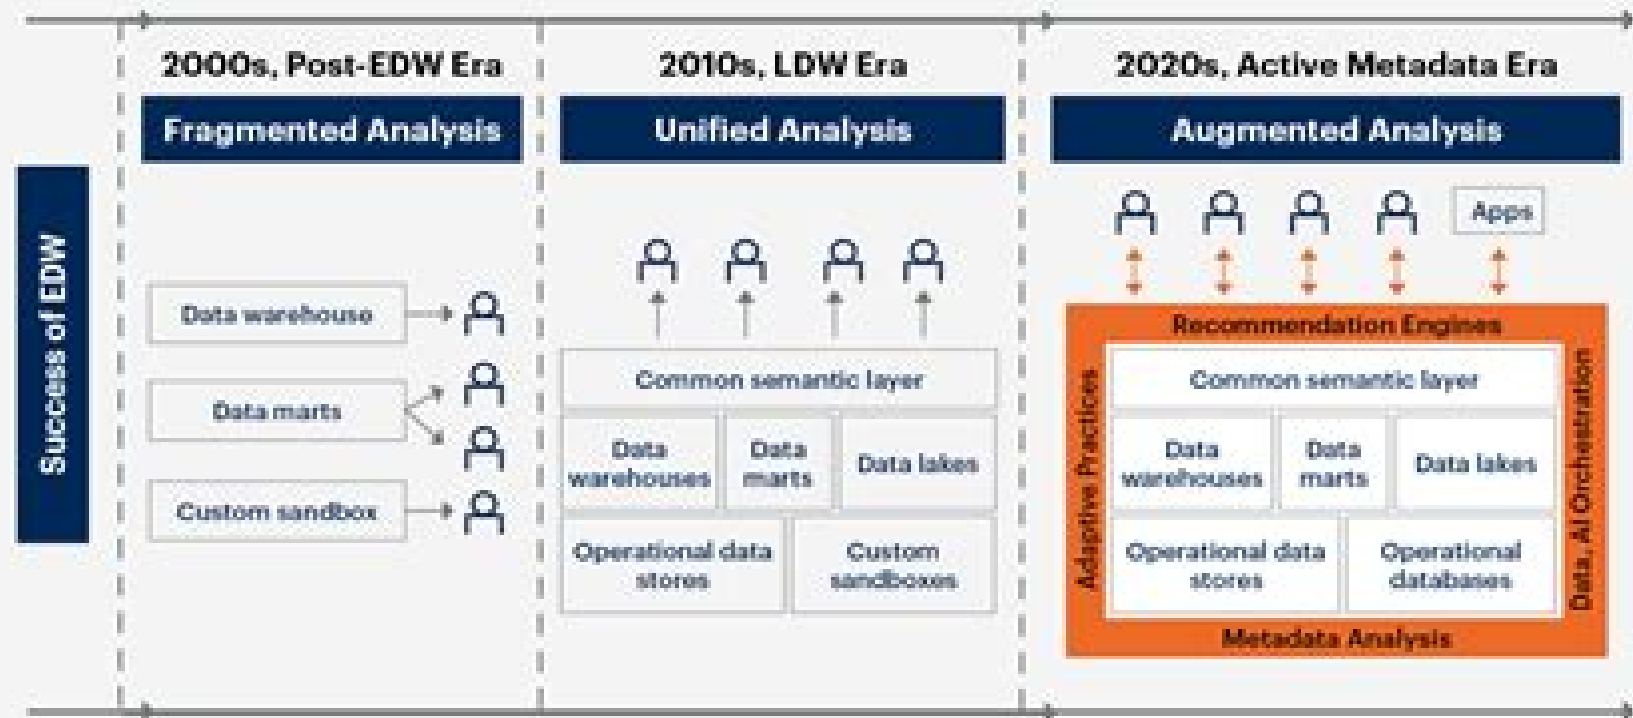 Success of EDW
2000s, Post-EDW Era
Fragmented Analysis
Data warehouse
Data marts
Custom sandbox
2010s, LDW Era
Unified Analysis
Common semantic layer
Data
warehouses
Data
marts
Data lakes
Operational data
stores
Custom
sandboxes
2020s, Active Metadata Era
Augmented Analysis
Apps
Recommendation Engines
Adaptive Practices
Common semantic layer
Data
warehouses
Data
marts
Data lakes
Operational data
stores
Operational
databases
Data, AI Orchestration
Metadata Analysis